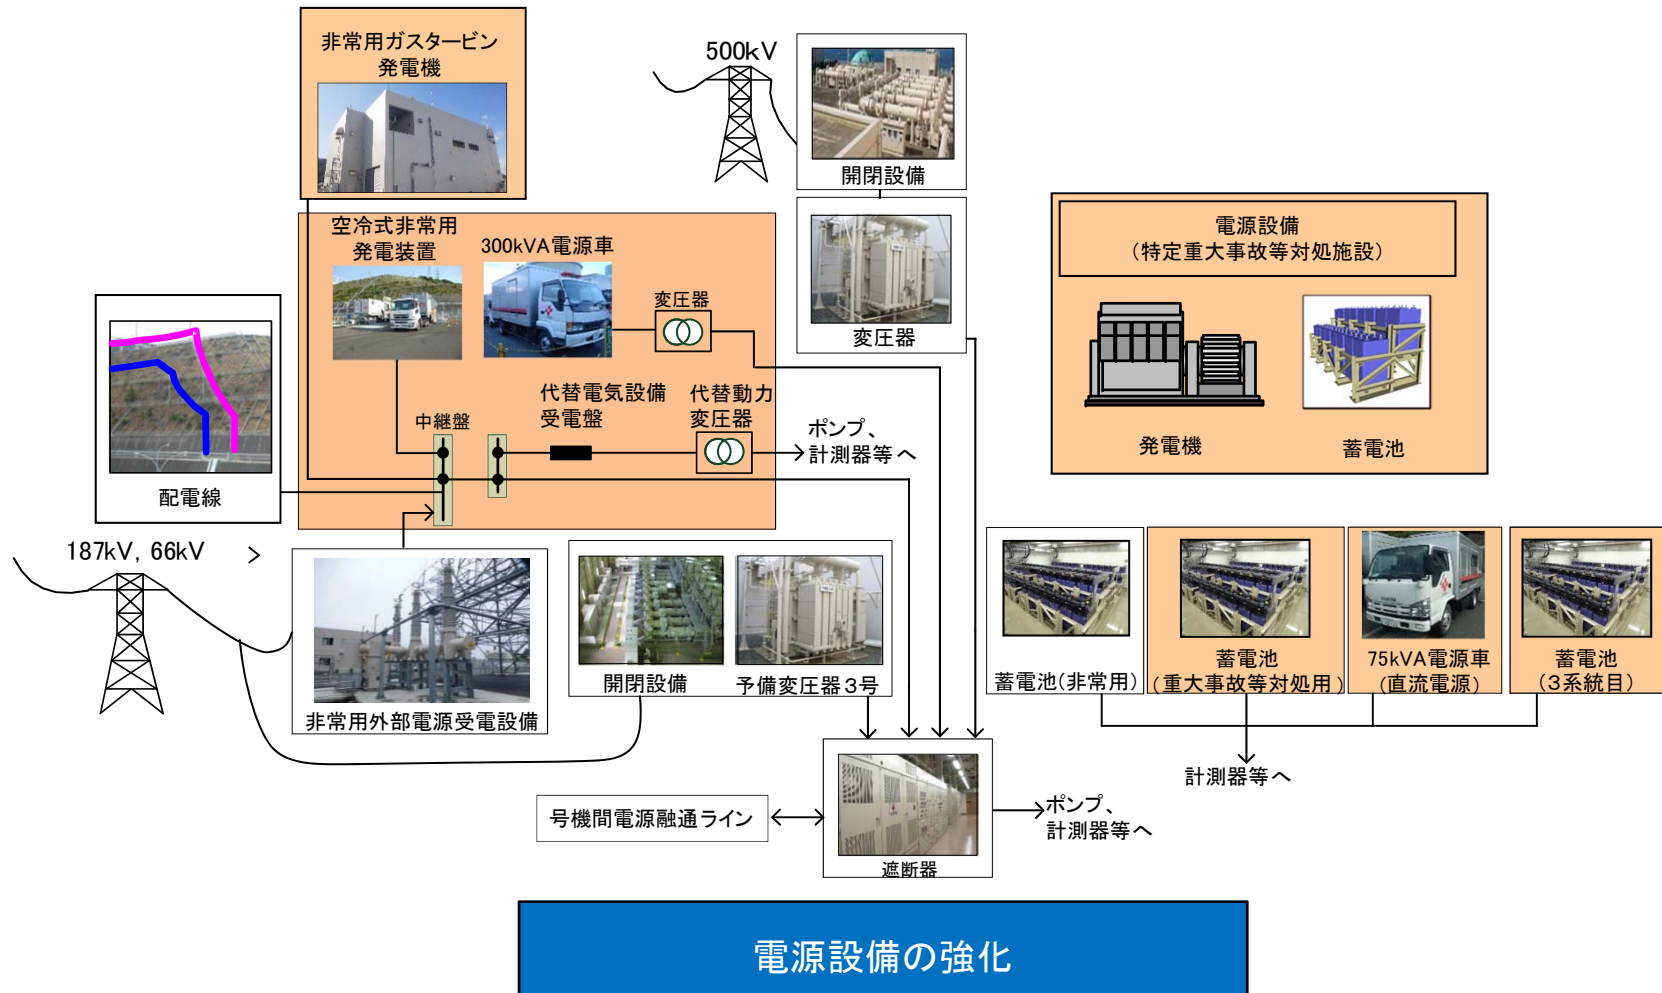 非常用ガスタービン
発電機
500kV
開閉設備
変圧器
空冷式非常用
発電装置
300kVA電源車
変圧器
代替電気設備
受電盤
代替動力
変圧器
中継盤
ポンプ、
計測器等へ
配電線
電源設備
(特定重大事故等対処施設)
発電機
蓄電池
187kV, 66kV
>
非常用外部電源受電設備
開閉設備
予備変圧器3号
蓄電池(非常用)
蓄電池
(重大事故等対処用)
75kVA電源車
(直流電源)
蓄電池
(3系統目)
計測器等へ
号機間電源融通ライン
遮断器
ポンプ、
計測器等へ
電源設備の強化